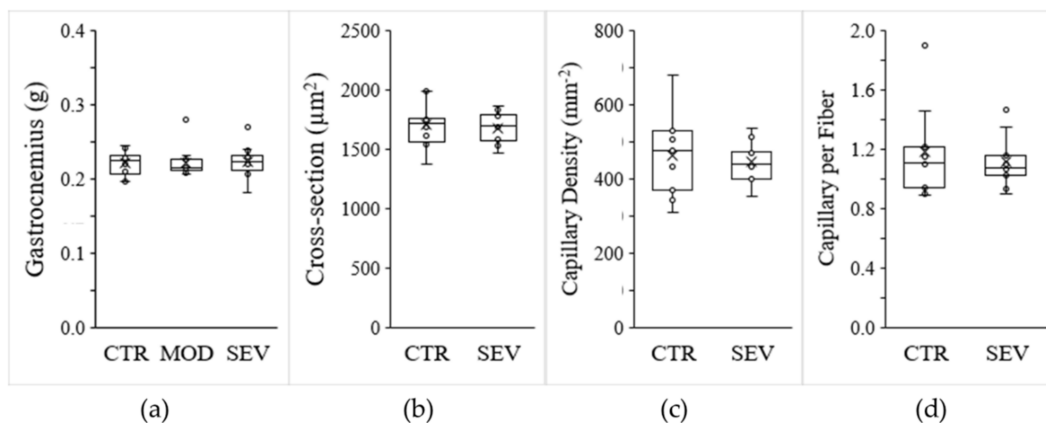 Gastrocnemius (g)
0.4
0.3
0.2
0.1
0.0
CTR MOD SEV
(a)
Cross-section (µm²)
2500
2000
1500
1000
500
0
CTR SEV
(b)
Capillary Density (mm⁻²)
800
600
400
200
0
CTR SEV
(c)
Capillary per Fiber
2.0
1.6
1.2
0.8
0.4
0.0
CTR SEV
(d)